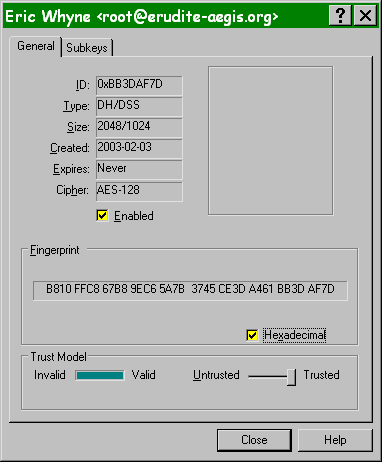 Eric Whyne <root@erudite-aegis.org>
General Subkeys
ID: 0xBB3DAF7D
Type: DH/DSS
Size: 2048/1024
Created: 2003-02-03
Expires: Never
Cipher: AES-128
Enabled
Fingerprint
B810 FFC8 67B8 9EC6 5A7B 3745 CE3D A461 BB3D AF7D
Hexadecimal
Trust Model
Invalid Valid Untrusted Trusted
Close Help